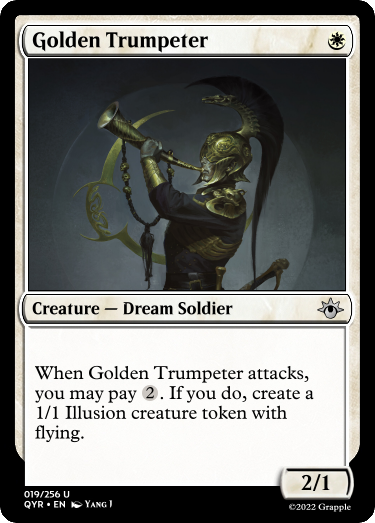 Golden Trumpeter
Creature — Dream Soldier
When Golden Trumpeter attacks,
you may pay 2. If you do, create a
1/1 Illusion creature token with
flying.
2/1
019/256 U
QYR • EN Yang J
©2022 Grapple